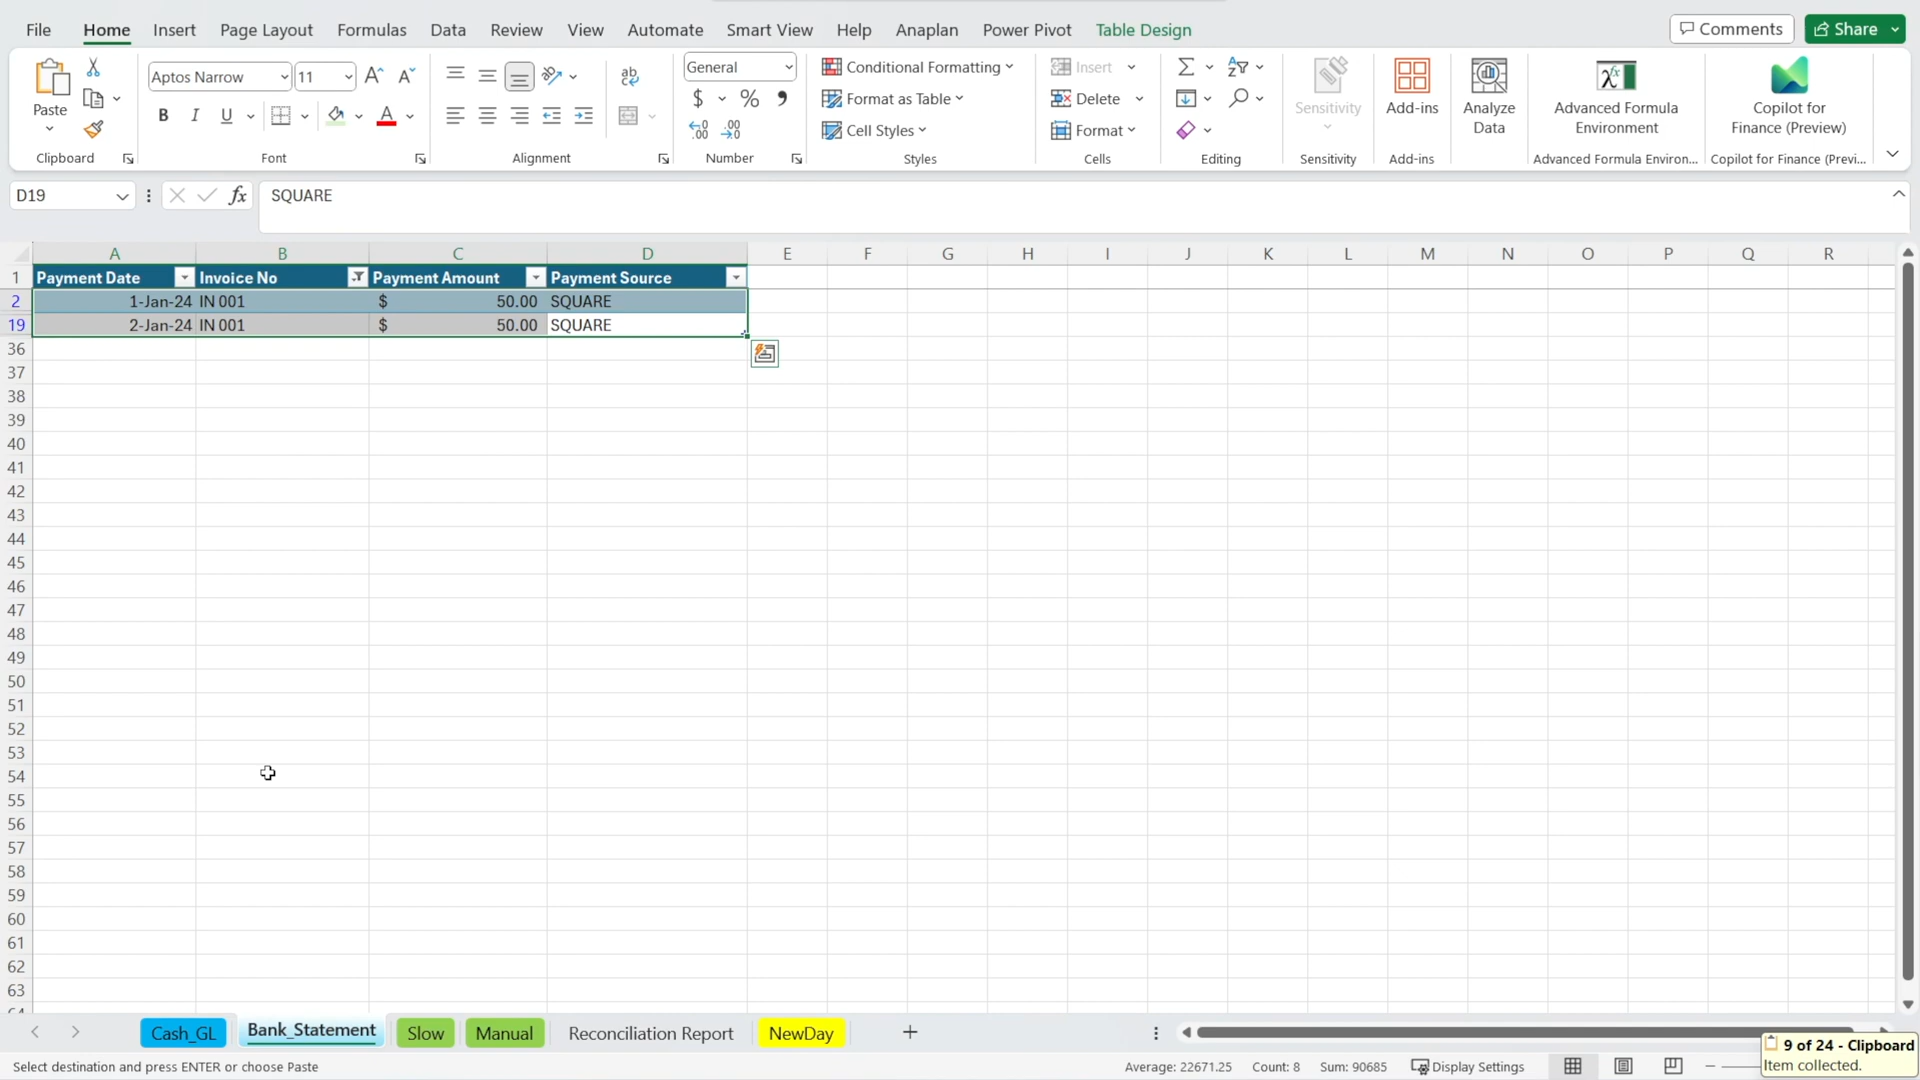 File Home Insert Page Layout Formulas Data Review View Automate Smart View Help Anaplan Power Pivot Table Design Comments Share
Paste
Clipboard
Aptos Narrow 11
B I U
Font
Alignment
General
$ % 9
Number
Conditional Formatting
Format as Table
Cell Styles
Styles
Insert
Delete
Format
Cells
Editing
Sensitivity
Sensitivity
Add-ins
Add-ins
Analyze
Data
Advanced Formula
Environment
Advanced Formula Environ...
Copilot for
Finance (Preview)
Copilot for Finance (Previ...
D19 fx SQUARE
A B C D E F G H I J K L M N O P Q R
1 Payment Date Invoice No Payment Amount Payment Source
2 1-Jan-24 IN 001 $ 50.00 SQUARE
19 2-Jan-24 IN 001 $ 50.00 SQUARE
36
37
38
39
40
41
42
43
44
45
46
47
48
49
50
51
52
53
54
55
56
57
58
59
60
61
62
63
64
Cash_GL Bank_Statement Slow Manual Reconciliation Report NewDay
Select destination and press ENTER or choose Paste Average: 22671.25 Count: 8 Sum: 90685 Display Settings
9 of 24 - Clipboard
Item collected.